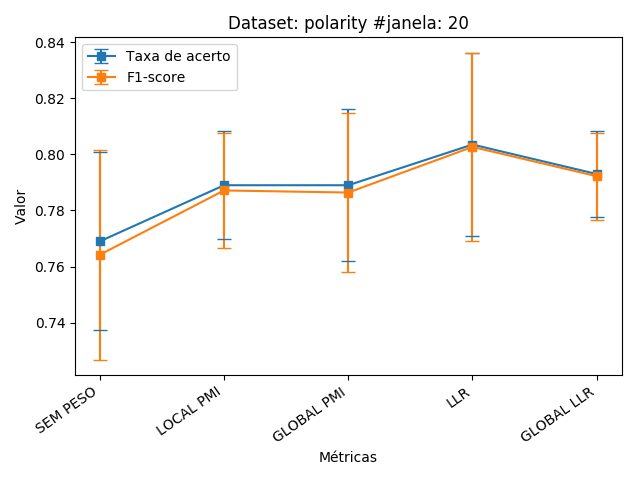 Dataset: polarity #janela: 20
Taxa de acerto
F1-score
0.84
0.82
0.80
0.78
0.76
0.74
Valor
SEM PESO
LOCAL PMI
GLOBAL PMI
LLR
GLOBAL LLR
Métricas